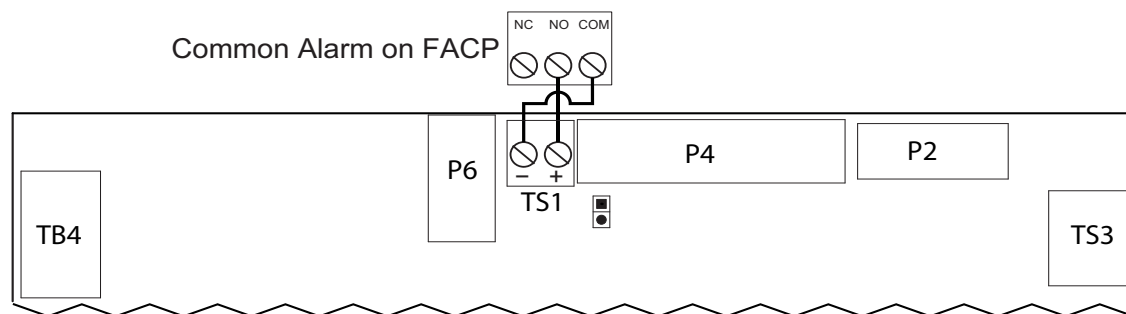 NC NO COM
Common Alarm on FACP
P6
P4
P2
− +
TS1
TB4
TS3